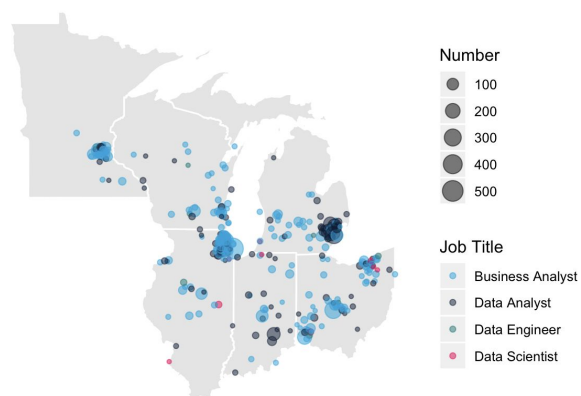 Number
100
200
300
400
500
Job Title
Business Analyst
Data Analyst
Data Engineer
Data Scientist